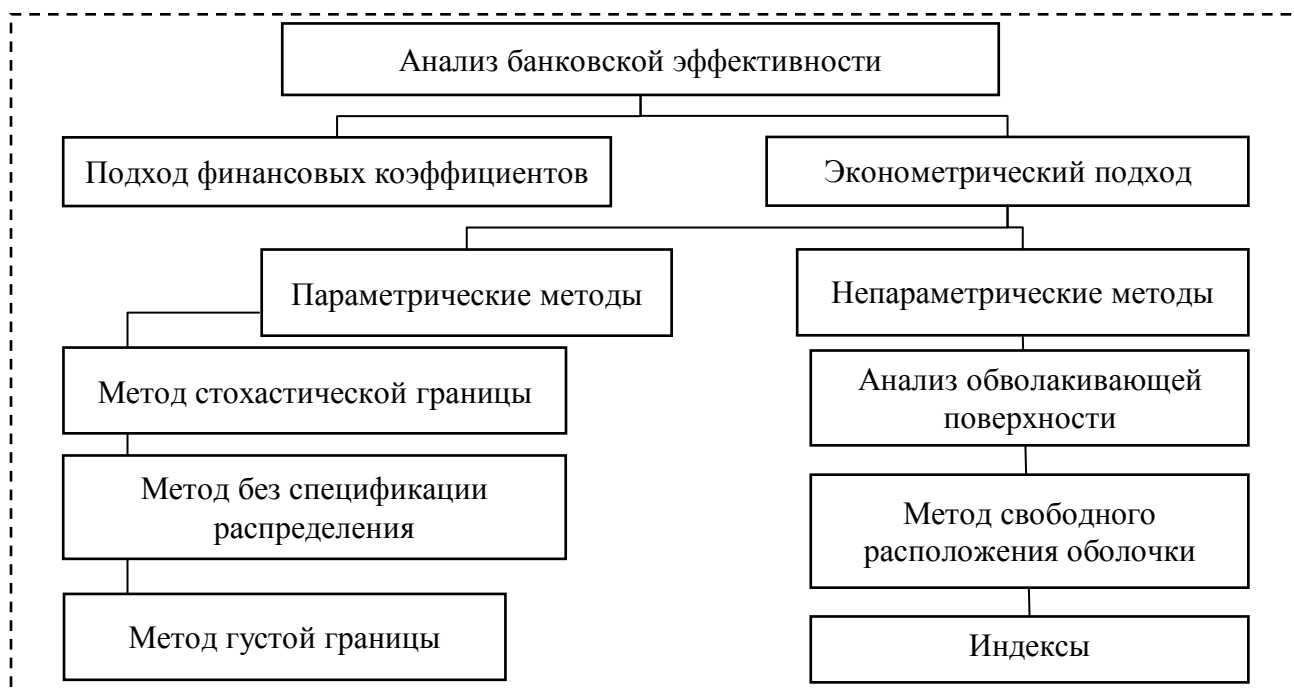 Анализ банковской эффективности
Подход финансовых коэффициентов
Эконометрический подход
Параметрические методы
Непараметрические методы
Метод стохастической границы
Анализ обволакивающей
поверхности
Метод без спецификации
распределения
Метод свободного
расположения оболочки
Метод густой границы
Индексы